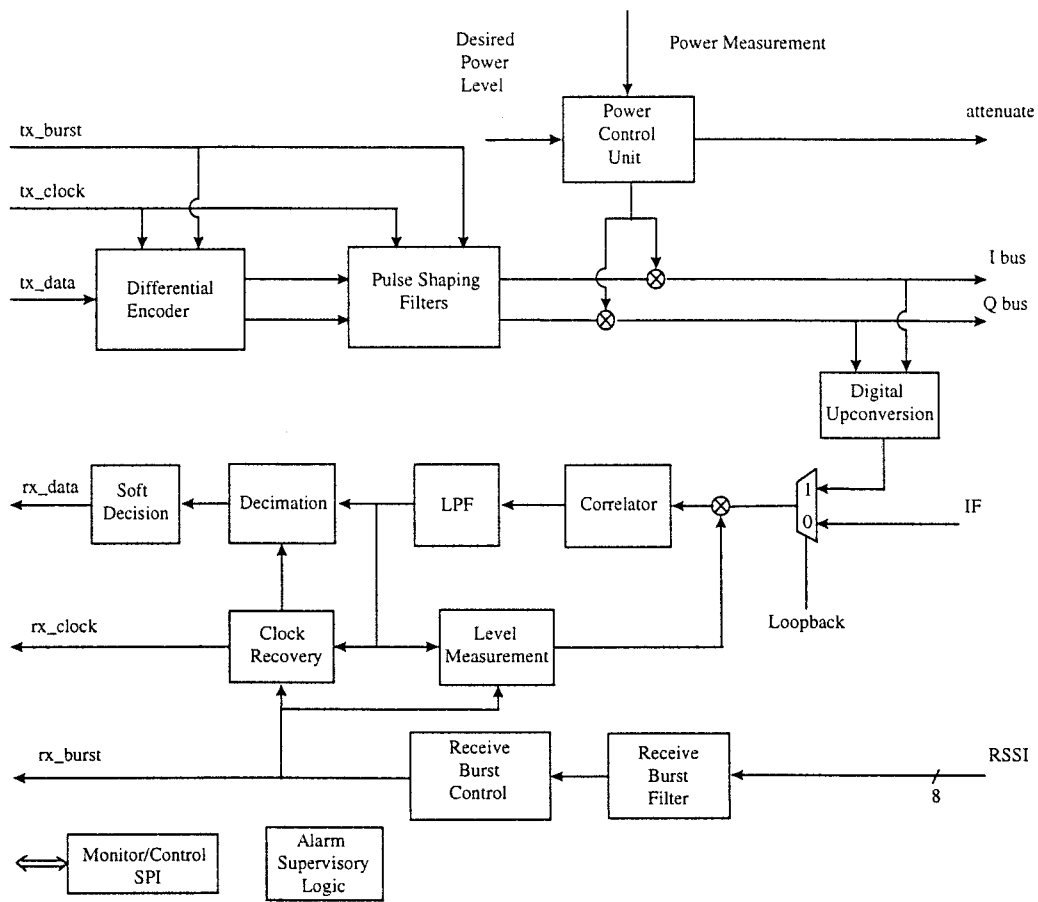 Desired
Power
Level
Power Measurement
Power
Control
Unit
attenuate
tx_burst
tx_clock
tx_data
Differential
Encoder
Pulse Shaping
Filters
I bus
Q bus
Digital
Upconversion
rx_data
Soft
Decision
Decimation
LPF
Correlator
1
0
IF
Loopback
rx_clock
Clock
Recovery
Level
Measurement
rx_burst
Receive
Burst
Control
Receive
Burst
Filter
RSSI
8
Monitor/Control
SPI
Alarm
Supervisory
Logic